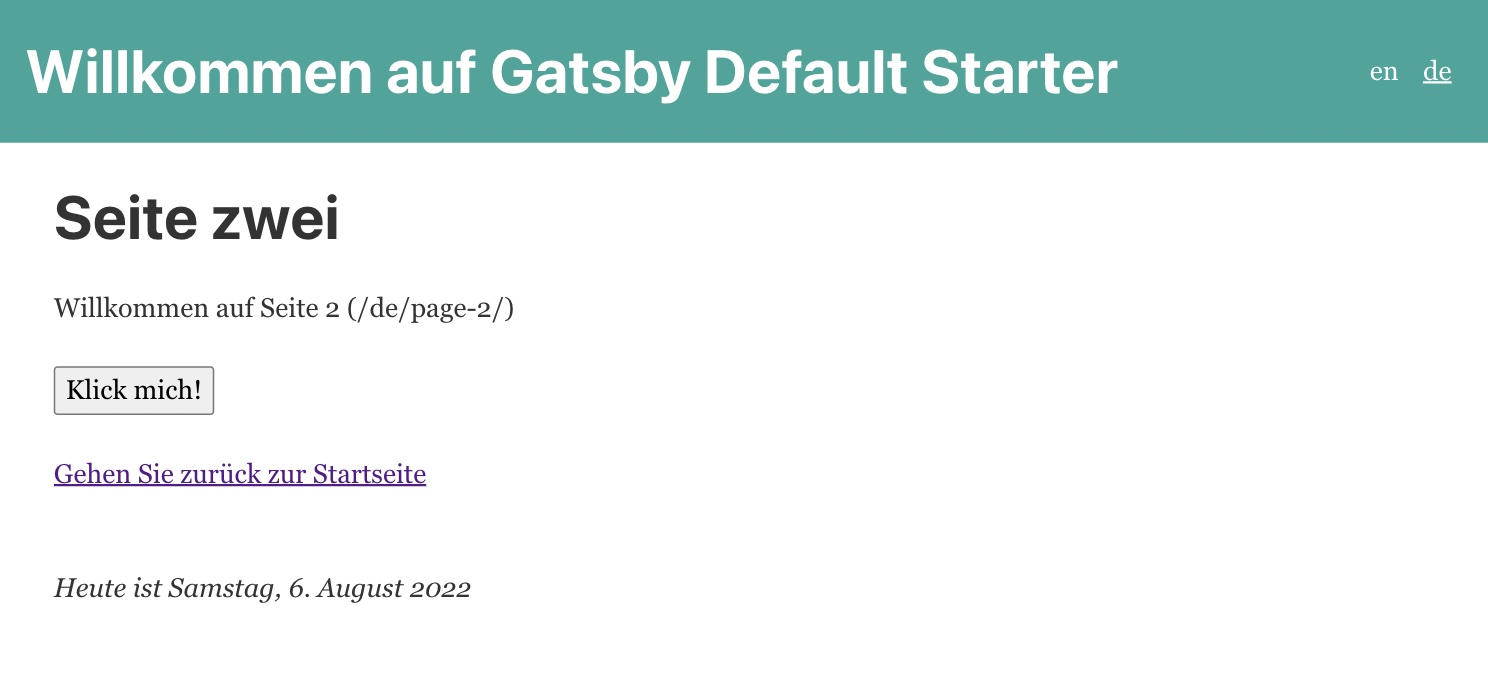 Willkommen auf Gatsby Default Starter
en de
Seite zwei
Willkommen auf Seite 2 (/de/page-2/)
Klick mich!
Gehen Sie zurück zur Startseite
Heute ist Samstag, 6. August 2022